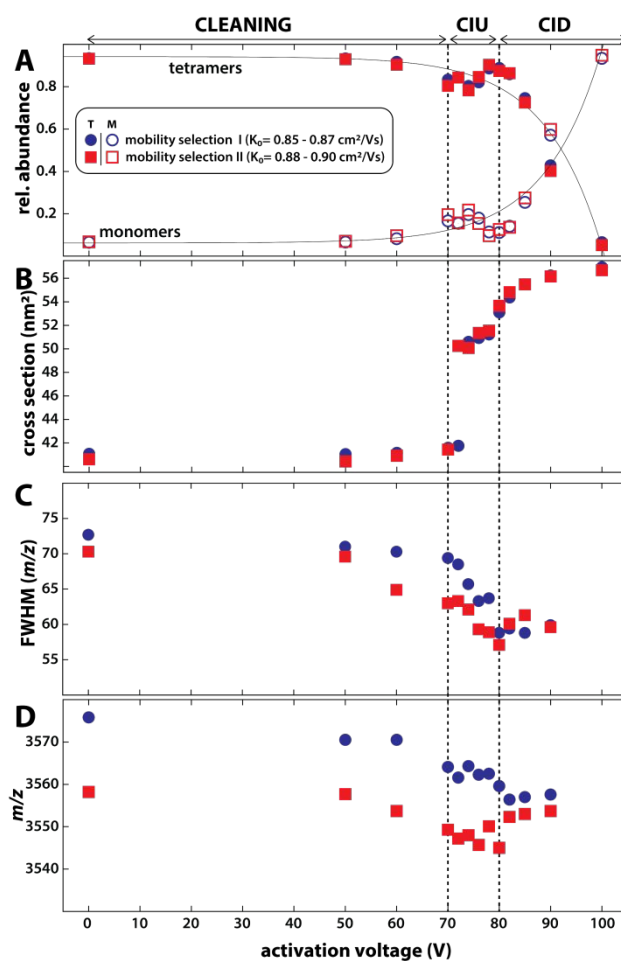 CLEANING CIU CID
A
rel. abundance
0.8
0.6
0.4
0.2
tetramers
T M
mobility selection I (K₀= 0.85 - 0.87 cm²/Vs)
mobility selection II (K₀= 0.88 - 0.90 cm²/Vs)
monomers
B
cross section (nm²)
56
54
52
50
42
C
FWHM (m/z)
75
70
65
60
55
D
m/z
3570
3560
3550
3540
0 10 20 30 40 50 60 70 80 90 100
activation voltage (V)